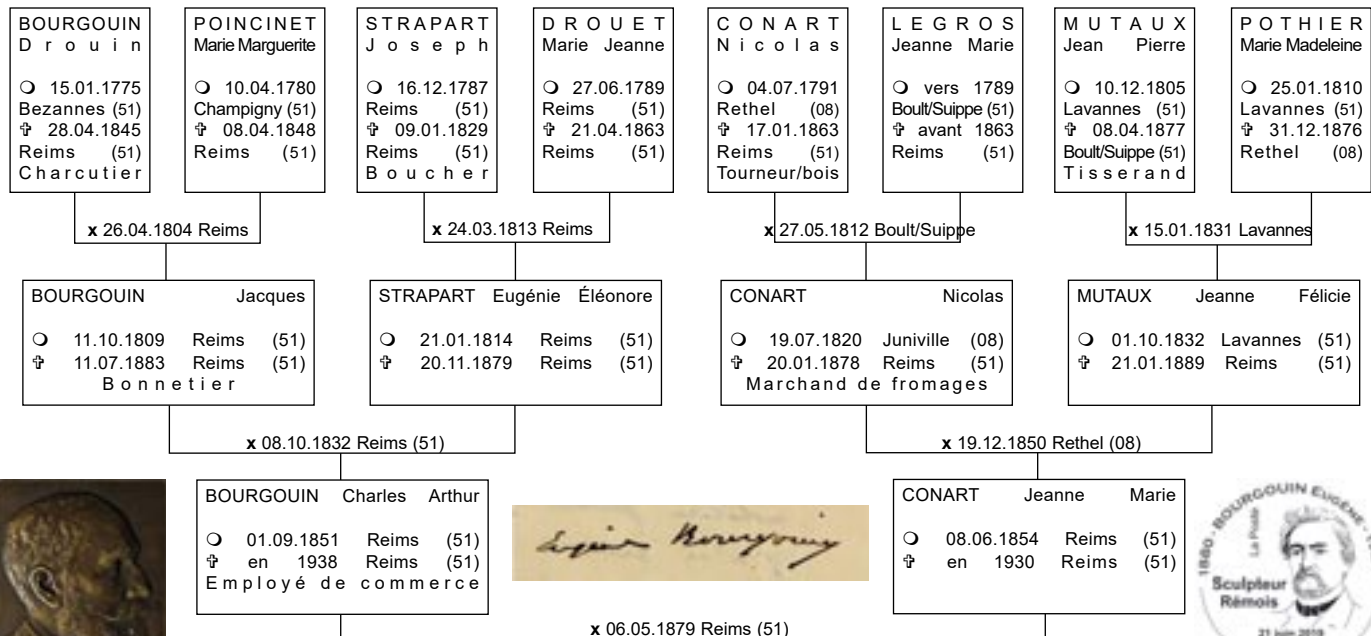 BOURGOUIN
Drouin
O 15.01.1775
Bezannes (51)
✞ 28.04.1845
Reims (51)
Charcutier
POINCINET
Marie Marguerite
O 10.04.1780
Champigny (51)
✞ 08.04.1848
Reims (51)
STRAPART
Joseph
O 16.12.1787
Reims (51)
✞ 09.01.1829
Reims (51)
Boucher
DROUET
Marie Jeanne
O 27.06.1789
Reims (51)
✞ 21.04.1863
Reims (51)
CONART
Nicolas
O 04.07.1791
Rethel (08)
✞ 17.01.1863
Reims (51)
Tourneur/bois
LEGROS
Jeanne Marie
O vers 1789
Boult/Suippe (51)
✞ avant 1863
Reims (51)
MUTAUX
Jean Pierre
O 10.12.1805
Lavannes (51)
✞ 08.04.1877
Boult/Suippe (51)
Tisserand
POTHIER
Marie Madeleine
O 25.01.1810
Lavannes (51)
✞ 31.12.1876
Rethel (08)
x 26.04.1804 Reims
x 24.03.1813 Reims
x 27.05.1812 Boult/Suippe
x 15.01.1831 Lavannes
BOURGOUIN Jacques
O 11.10.1809 Reims (51)
✞ 11.07.1883 Reims (51)
Bonnetier
STRAPART Eugénie Éléonore
O 21.01.1814 Reims (51)
✞ 20.11.1879 Reims (51)
CONART Nicolas
O 19.07.1820 Juniville (08)
✞ 20.01.1878 Reims (51)
Marchand de fromages
MUTAUX Jeanne Félicie
O 01.10.1832 Lavannes (51)
✞ 21.01.1889 Reims (51)
x 08.10.1832 Reims (51)
x 19.12.1850 Rethel (08)
BOURGOUIN Charles Arthur
O 01.09.1851 Reims (51)
✞ en 1938 Reims (51)
Employé de commerce
Eugène Bourgouin
CONART Jeanne Marie
O 08.06.1854 Reims (51)
✞ en 1930 Reims (51)
1880 - BOURGOUIN EUGÈNE
La Poste
Sculpteur
Rémois
x 06.05.1879 Reims (51)